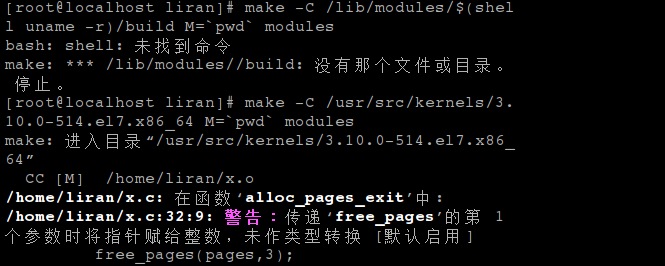 [root@localhost liran]# make -C /lib/modules/$(shel
l uname -r)/build M=`pwd` modules
bash: shell: 未找到命令
make: *** /lib/modules//build: 没有那个文件或目录。
 停止。
[root@localhost liran]# make -C /usr/src/kernels/3.
10.0-514.el7.x86_64 M=`pwd` modules
make: 进入目录“/usr/src/kernels/3.10.0-514.el7.x86_
64”
  CC [M]  /home/liran/x.o
/home/liran/x.c: 在函数‘alloc_pages_exit’中:
/home/liran/x.c:32:9: 警告：传递‘free_pages’的第 1
个参数时将指针赋给整数，未作类型转换 [默认启用]
         free_pages(pages,3);